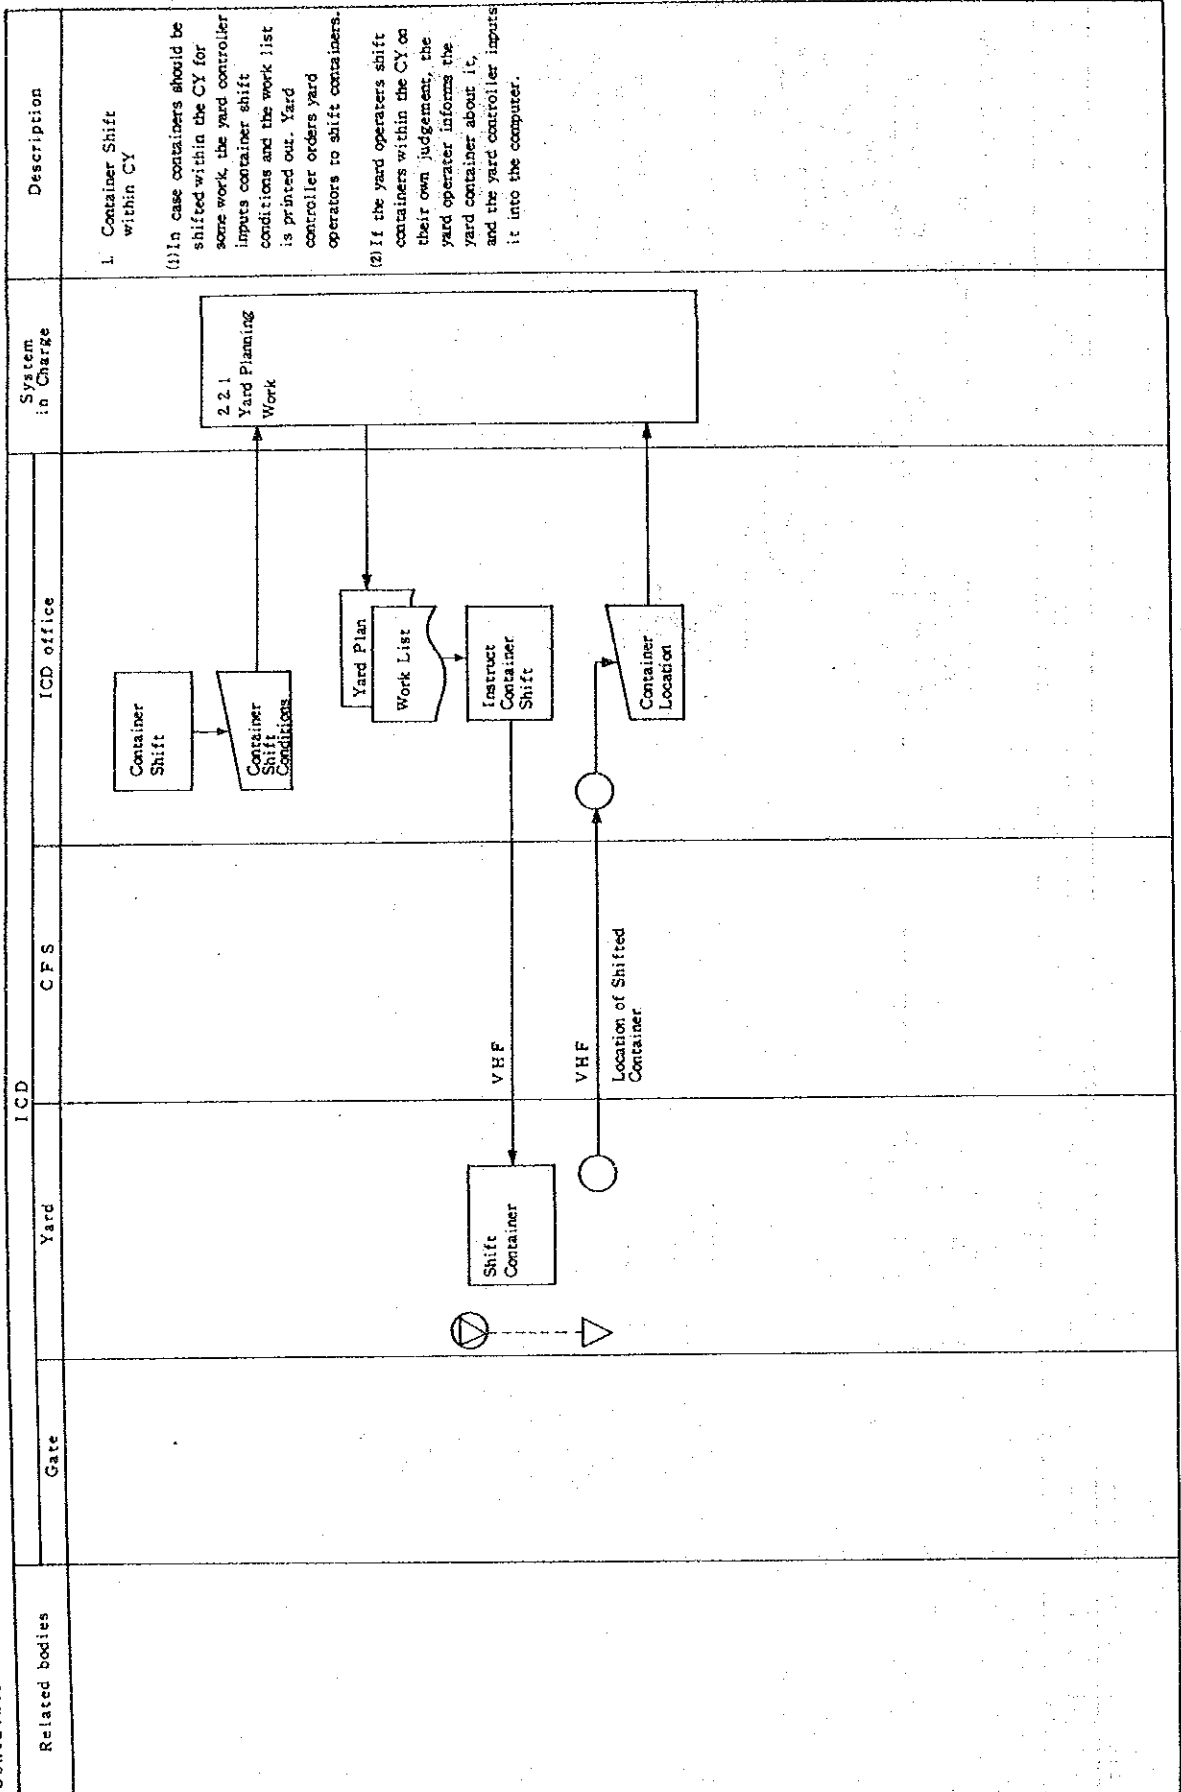 Related bodies
ICD
Gate
Yard
CFS
ICD office
System
in Charge
Description
Container
Shift
Container
Shift
Conditions
2 2 1
Yard Planning
Work
Yard Plan
Work List
Instruct
Container
Shift
VHF
Shift
Container
VHF
Location of Shifted
Container
Container
Location
1. Container Shift
within CY
(1) In case containers should be
shifted within the CY for
some work, the yard controller
inputs container shift
conditions and the work list
is printed out. Yard
controller orders yard
operators to shift containers.
(2) If the yard operaters shift
containers within the CY on
their own judgement, the
yard operater informs the
yard container about it,
and the yard controller inputs
it into the computer.